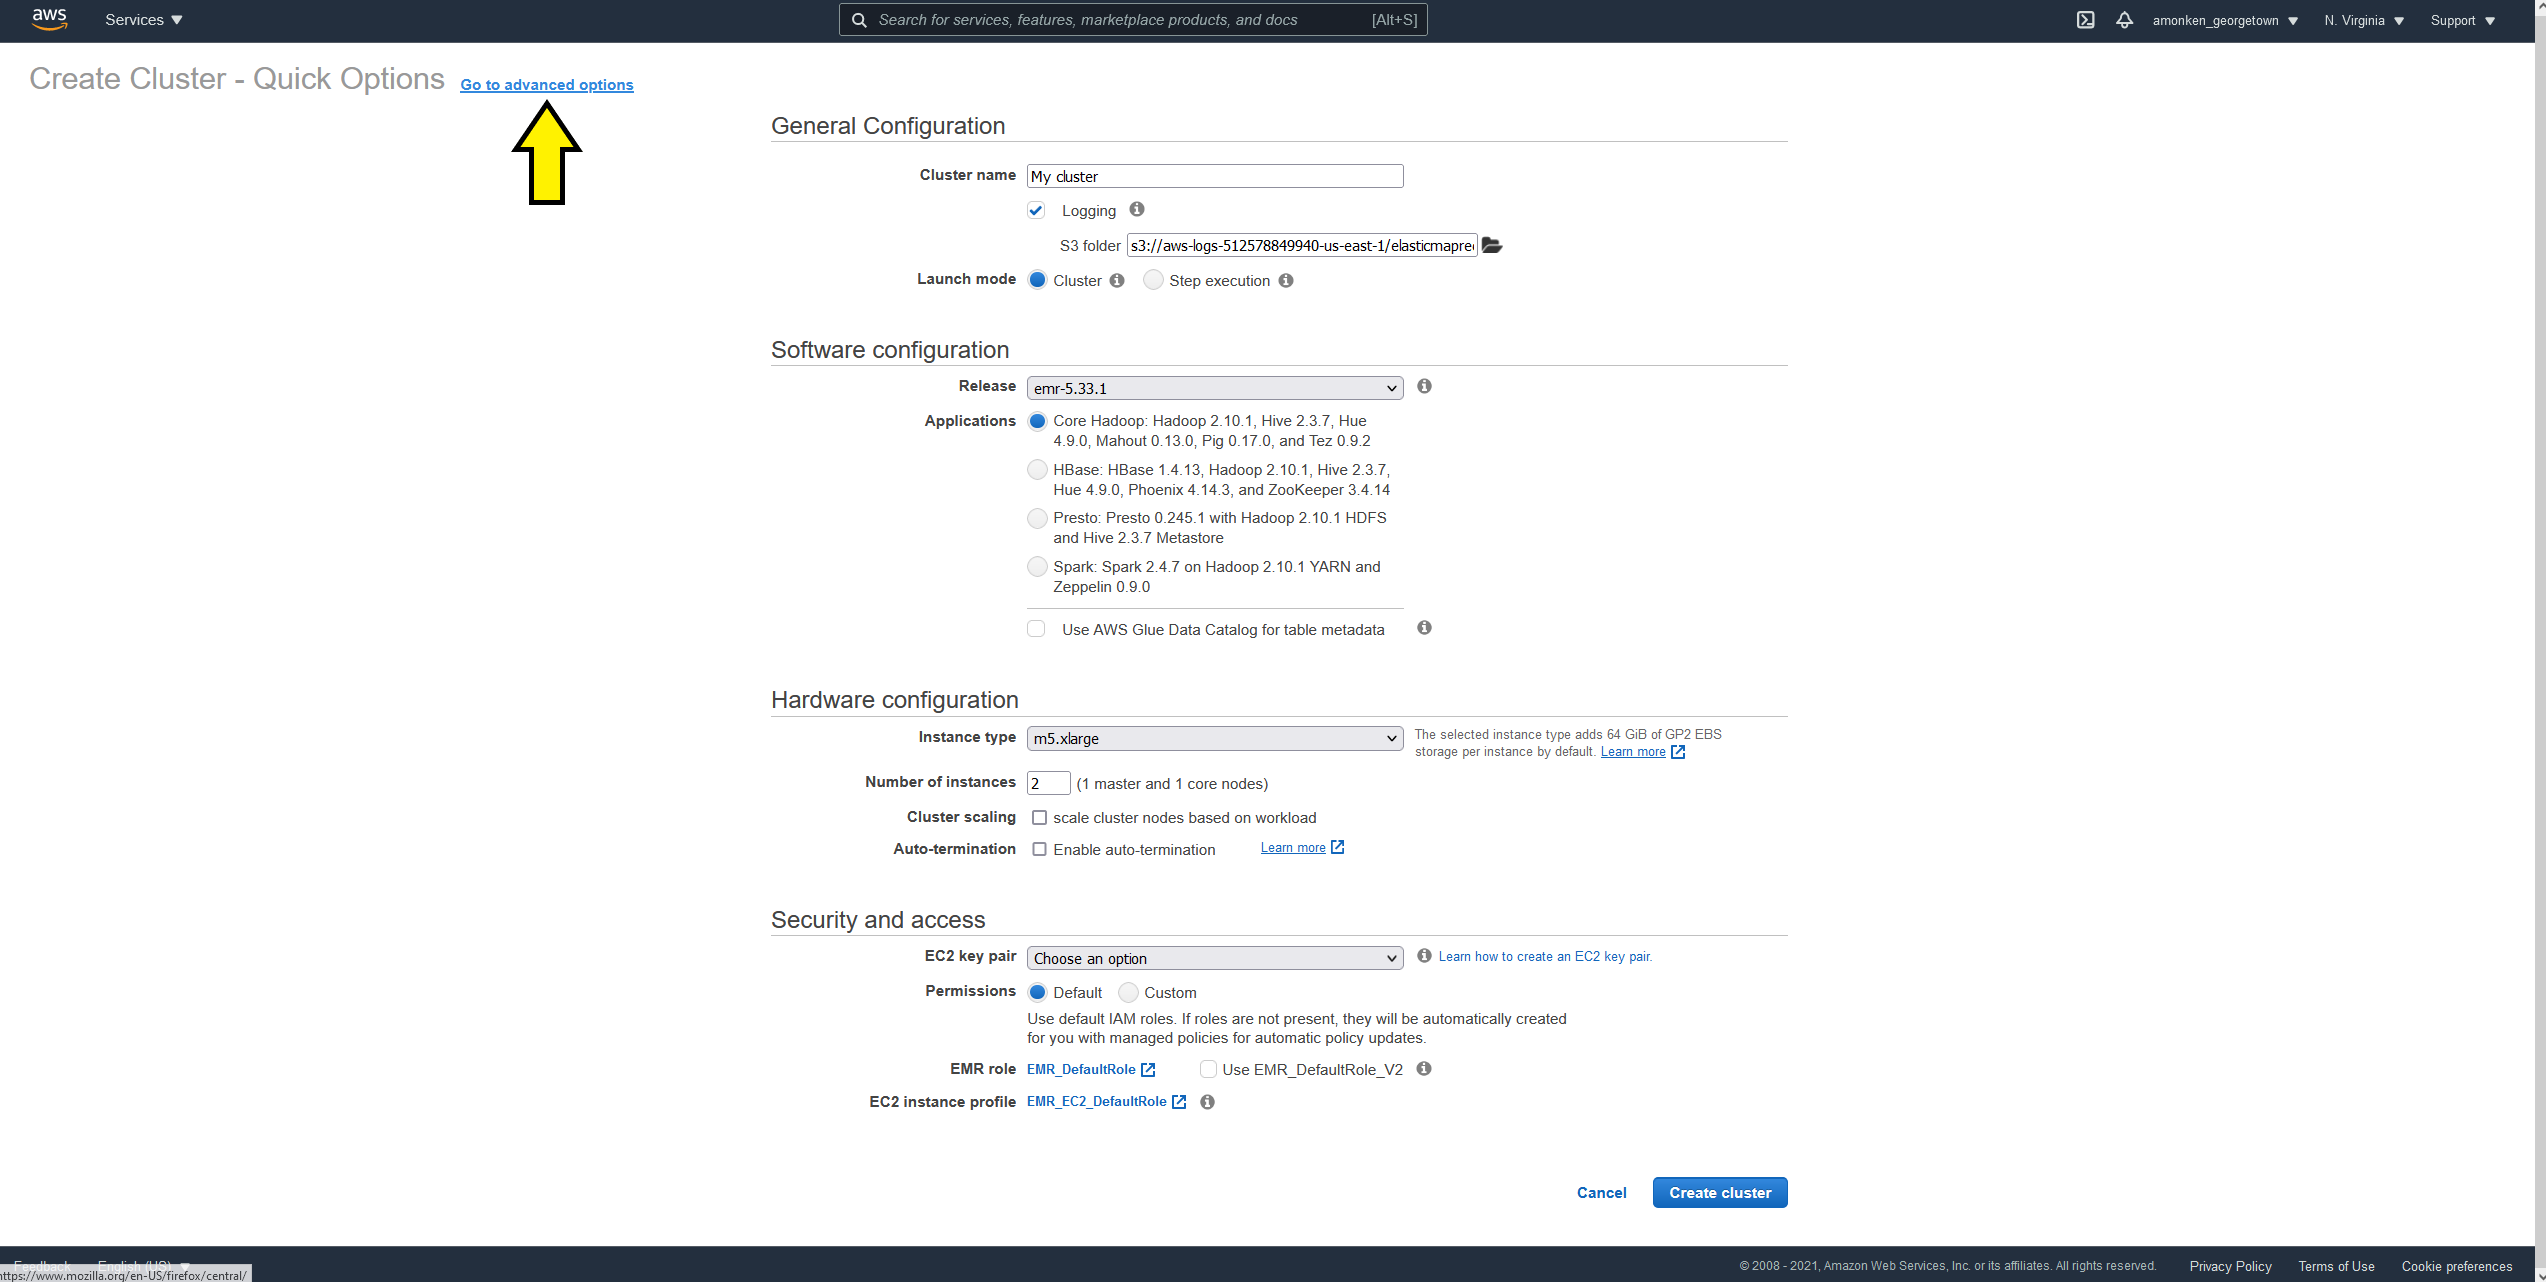 aws Services Search for services, features, marketplace products, and docs [Alt+S] amonken_georgetown N. Virginia Support
Create Cluster - Quick Options Go to advanced options
General Configuration
Cluster name My cluster
Logging
S3 folder s3://aws-logs-512578849940-us-east-1/elasticmapre
Launch mode Cluster Step execution
Software configuration
Release emr-5.33.1
Applications Core Hadoop: Hadoop 2.10.1, Hive 2.3.7, Hue
4.9.0, Mahout 0.13.0, Pig 0.17.0, and Tez 0.9.2
HBase: HBase 1.4.13, Hadoop 2.10.1, Hive 2.3.7,
Hue 4.9.0, Phoenix 4.14.3, and ZooKeeper 3.4.14
Presto: Presto 0.245.1 with Hadoop 2.10.1 HDFS
and Hive 2.3.7 Metastore
Spark: Spark 2.4.7 on Hadoop 2.10.1 YARN and
Zeppelin 0.9.0
Use AWS Glue Data Catalog for table metadata
Hardware configuration
Instance type m5.xlarge The selected instance type adds 64 GiB of GP2 EBS
storage per instance by default. Learn more
Number of instances 2 (1 master and 1 core nodes)
Cluster scaling scale cluster nodes based on workload
Auto-termination Enable auto-termination Learn more
Security and access
EC2 key pair Choose an option Learn how to create an EC2 key pair.
Permissions Default Custom
Use default IAM roles. If roles are not present, they will be automatically created
for you with managed policies for automatic policy updates.
EMR role EMR_DefaultRole Use EMR_DefaultRole_V2
EC2 instance profile EMR_EC2_DefaultRole
Cancel Create cluster
Feedback English (US) © 2008 - 2021, Amazon Web Services, Inc. or its affiliates. All rights reserved. Privacy Policy Terms of Use Cookie preferences
https://www.mozilla.org/en-US/firefox/central/